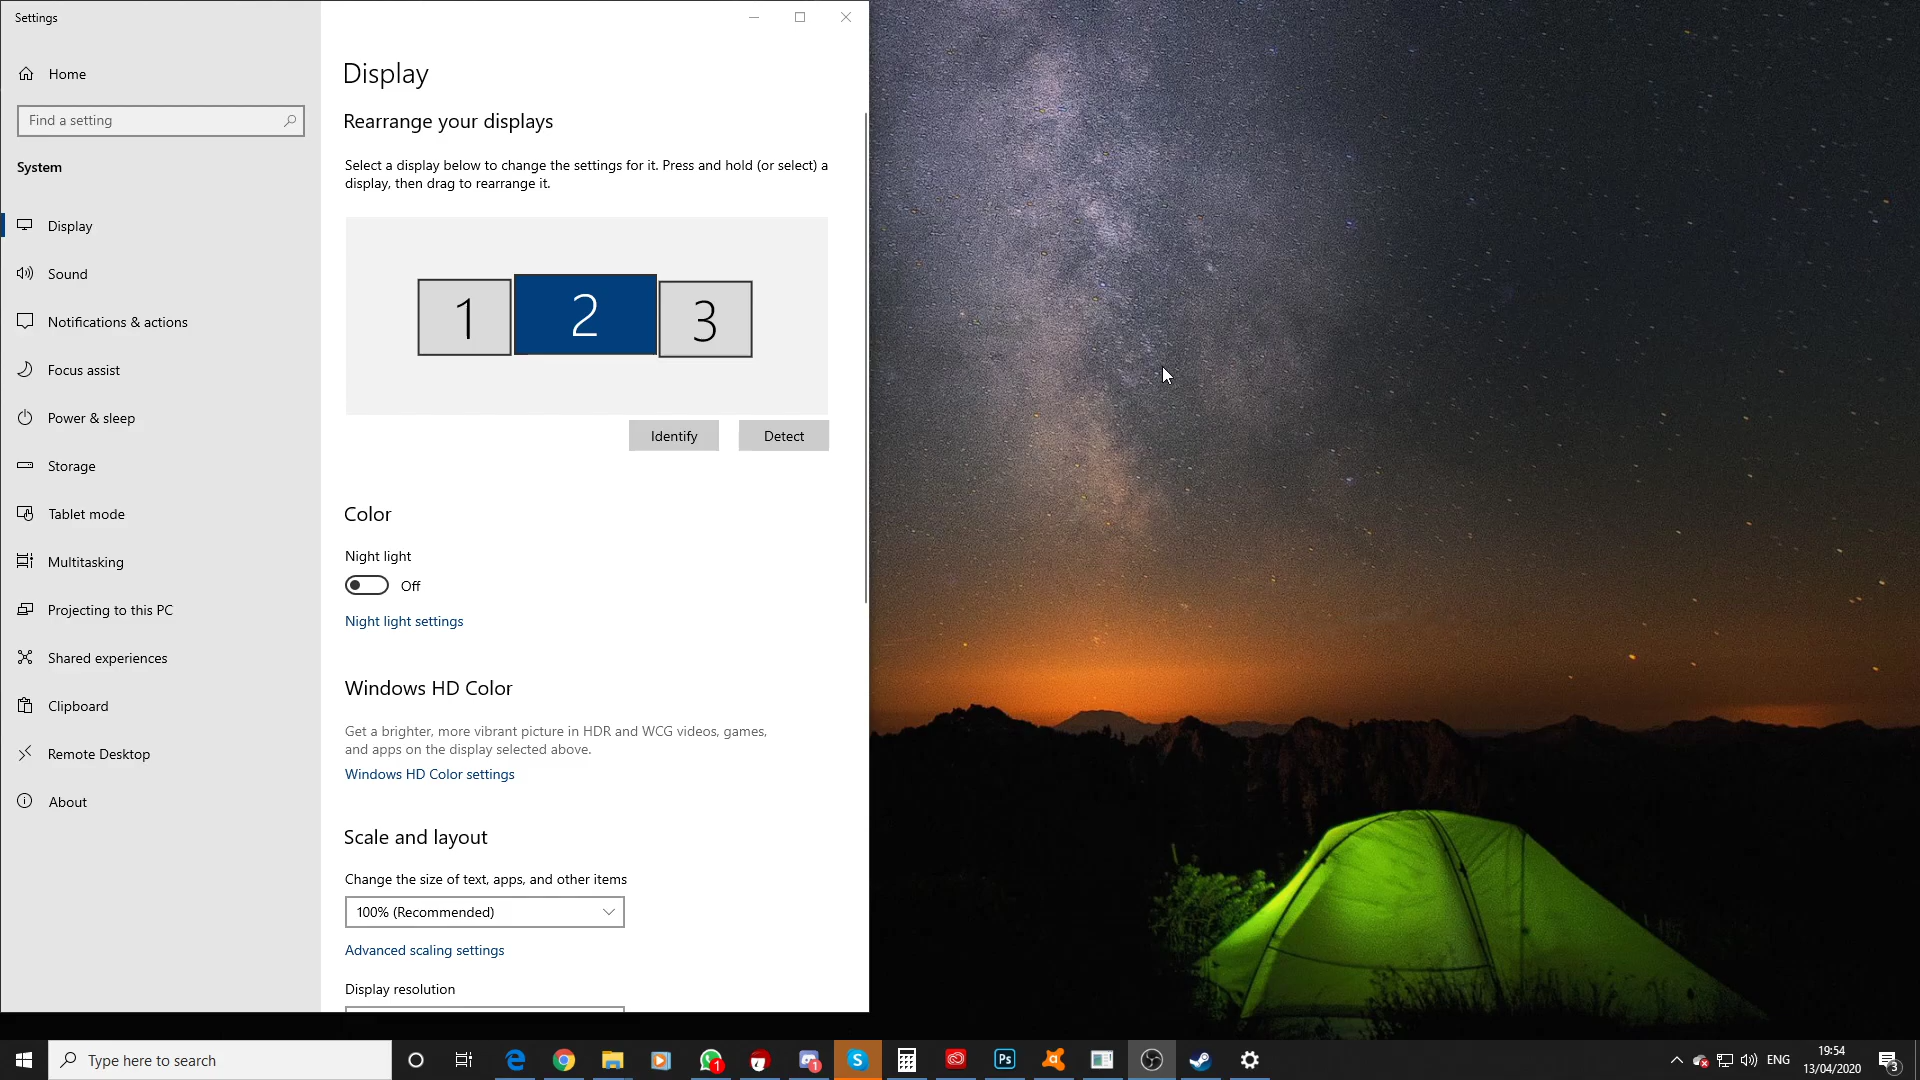 Settings
Home
Find a setting
System
Display
Sound
Notifications & actions
Focus assist
Power & sleep
Storage
Tablet mode
Multitasking
Projecting to this PC
Shared experiences
Clipboard
Remote Desktop
About
Display
Rearrange your displays
Select a display below to change the settings for it. Press and hold (or select) a
display, then drag to rearrange it.
1
2
3
Identify
Detect
Color
Night light
Off
Night light settings
Windows HD Color
Get a brighter, more vibrant picture in HDR and WCG videos, games,
and apps on the display selected above.
Windows HD Color settings
Scale and layout
Change the size of text, apps, and other items
100% (Recommended)
Advanced scaling settings
Display resolution
Type here to search
1
1
S
Ps
ENG
19:54
13/04/2020
3